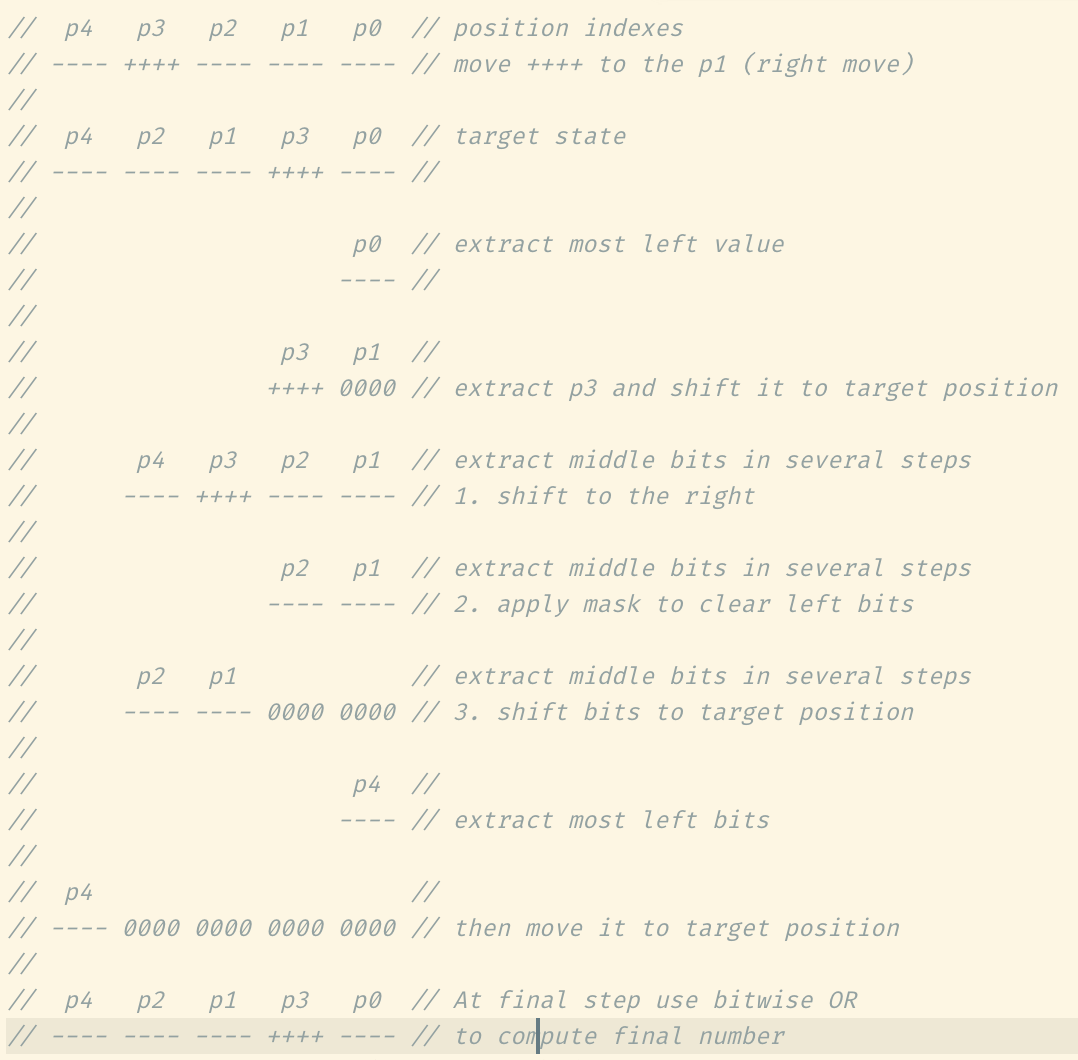 //  p4   p3   p2   p1   p0  // position indexes
// ---- ++++ ---- ---- ---- // move ++++ to the p1 (right move)
//
//  p4   p2   p1   p3   p0  // target state
// ---- ---- ---- ++++ ---- //
//
//                      p0  // extract most left value
//                     ---- //
//
//                 p3   p1  //
//                ++++ 0000 // extract p3 and shift it to target position
//
//       p4   p3   p2   p1  // extract middle bits in several steps
//      ---- ++++ ---- ---- // 1. shift to the right
//
//                 p2   p1  // extract middle bits in several steps
//                ---- ---- // 2. apply mask to clear left bits
//
//       p2   p1            // extract middle bits in several steps
//      ---- ---- 0000 0000 // 3. shift bits to target position
//
//                      p4  //
//                     ---- // extract most left bits
//
//  p4                      //
// ---- 0000 0000 0000 0000 // then move it to target position
//
//  p4   p2   p1   p3   p0  // At final step use bitwise OR
// ---- ---- ---- ++++ ---- // to compute final number